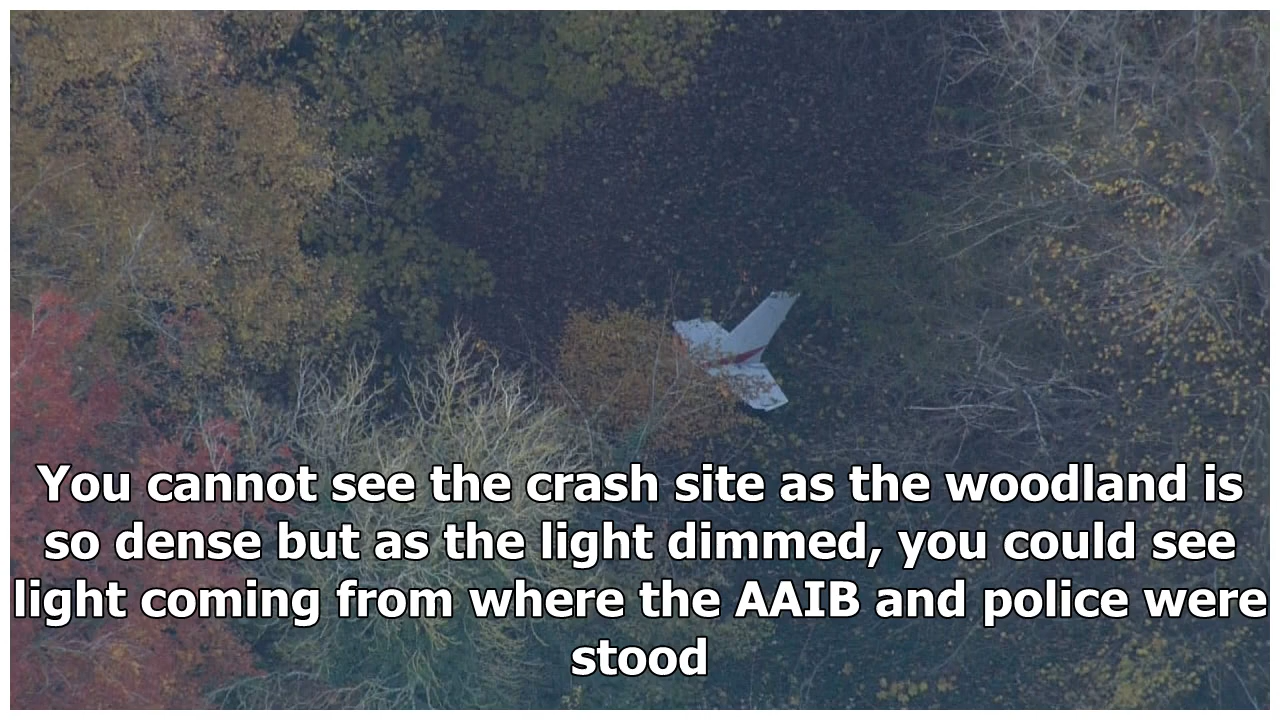 You cannot see the crash site as the woodland is
so dense but as the light dimmed, you could see
light coming from where the AAIB and police were
stood